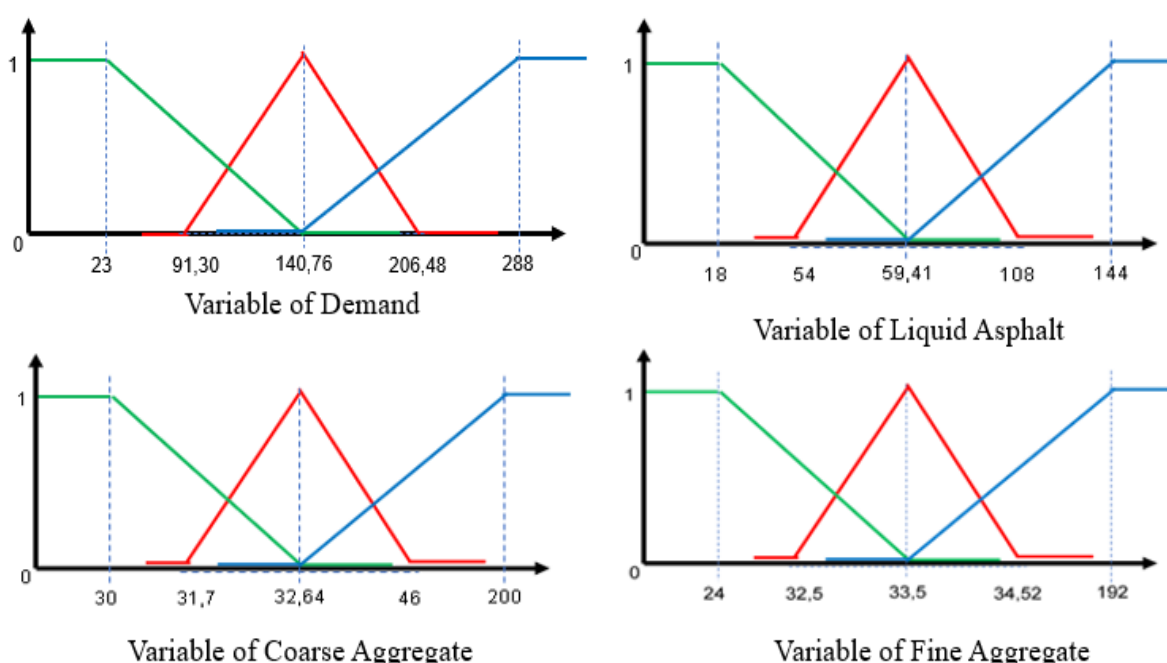 1
0
23 91,30 140,76 206,48 288
Variable of Demand
1
0
18 54 59,41 108 144
Variable of Liquid Asphalt
1
0
30 31,7 32,64 46 200
Variable of Coarse Aggregate
1
0
24 32,5 33,5 34,52 192
Variable of Fine Aggregate